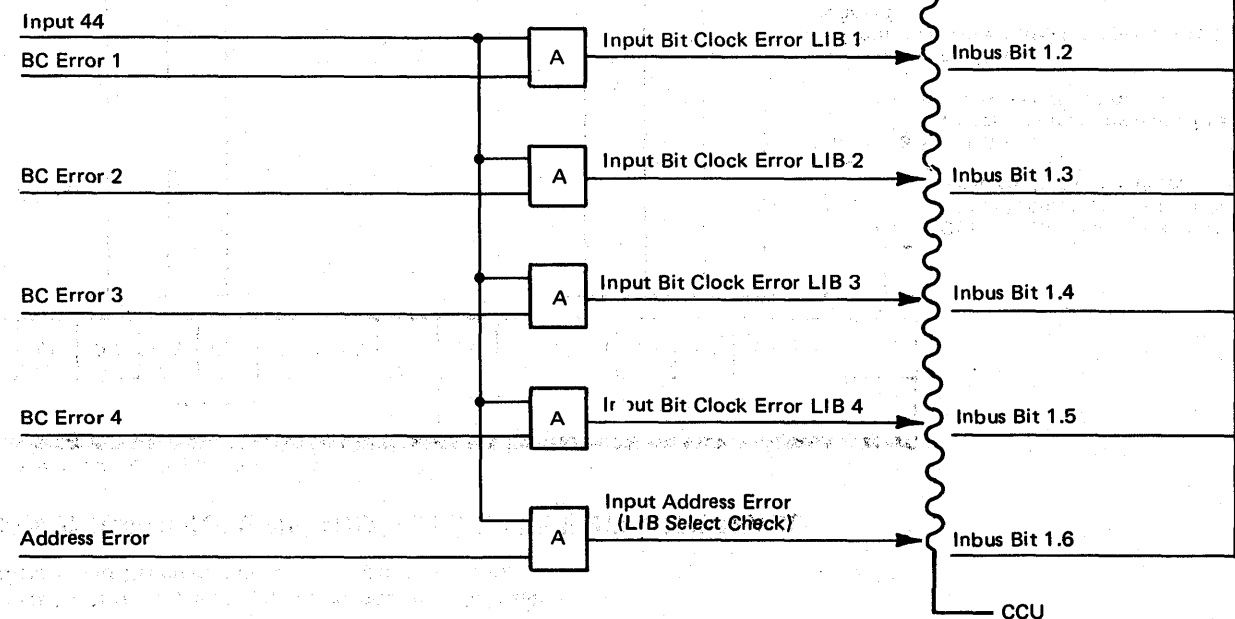 Input 44
BC Error 1
A
Input Bit Clock Error LIB 1
Inbus Bit 1.2
BC Error 2
A
Input Bit Clock Error LIB 2
Inbus Bit 1.3
BC Error 3
A
Input Bit Clock Error LIB 3
Inbus Bit 1.4
BC Error 4
A
Input Bit Clock Error LIB 4
Inbus Bit 1.5
Address Error
A
Input Address Error
(LIB Select Check)
Inbus Bit 1.6
CCU